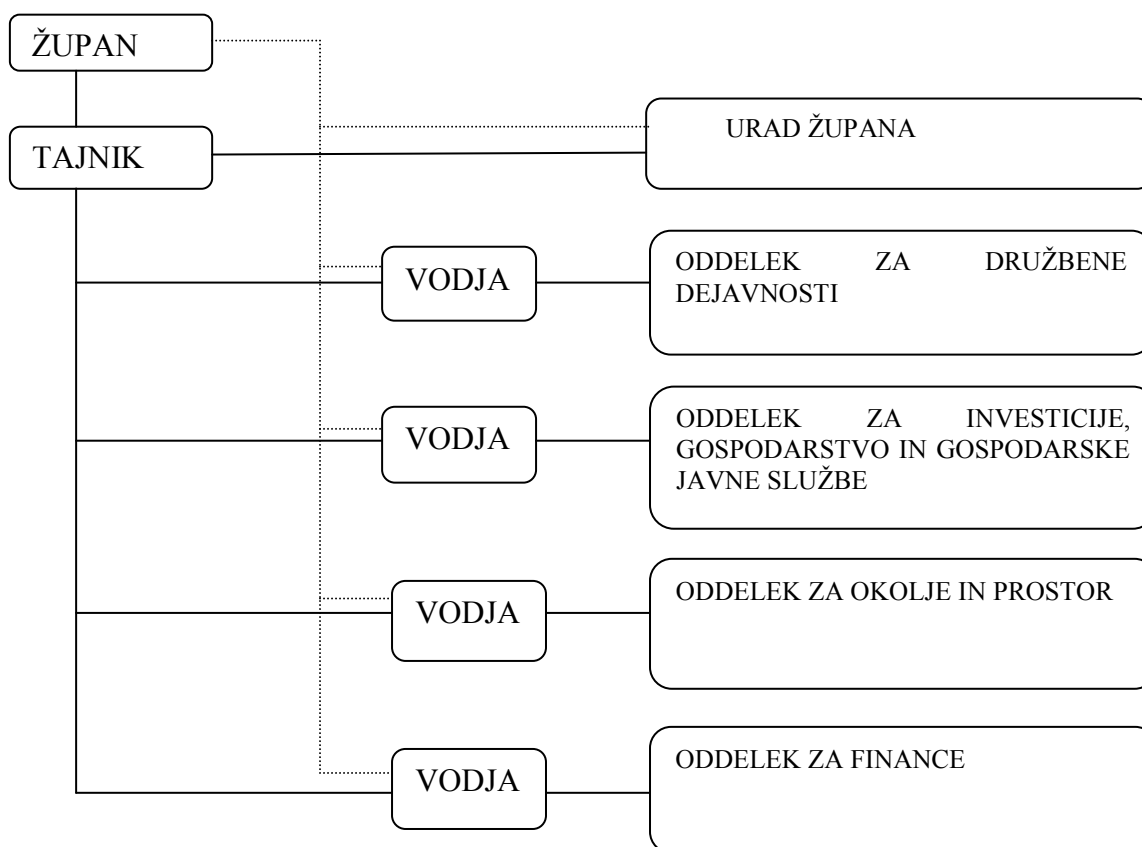 ŽUPAN
TAJNIK
URAD ŽUPANA
VODJA
ODDELEK ZA DRUŽBENE
DEJAVNOSTI
VODJA
ODDELEK ZA INVESTICIJE,
GOSPODARSTVO IN GOSPODARSKE
JAVNE SLUŽBE
VODJA
ODDELEK ZA OKOLJE IN PROSTOR
VODJA
ODDELEK ZA FINANCE